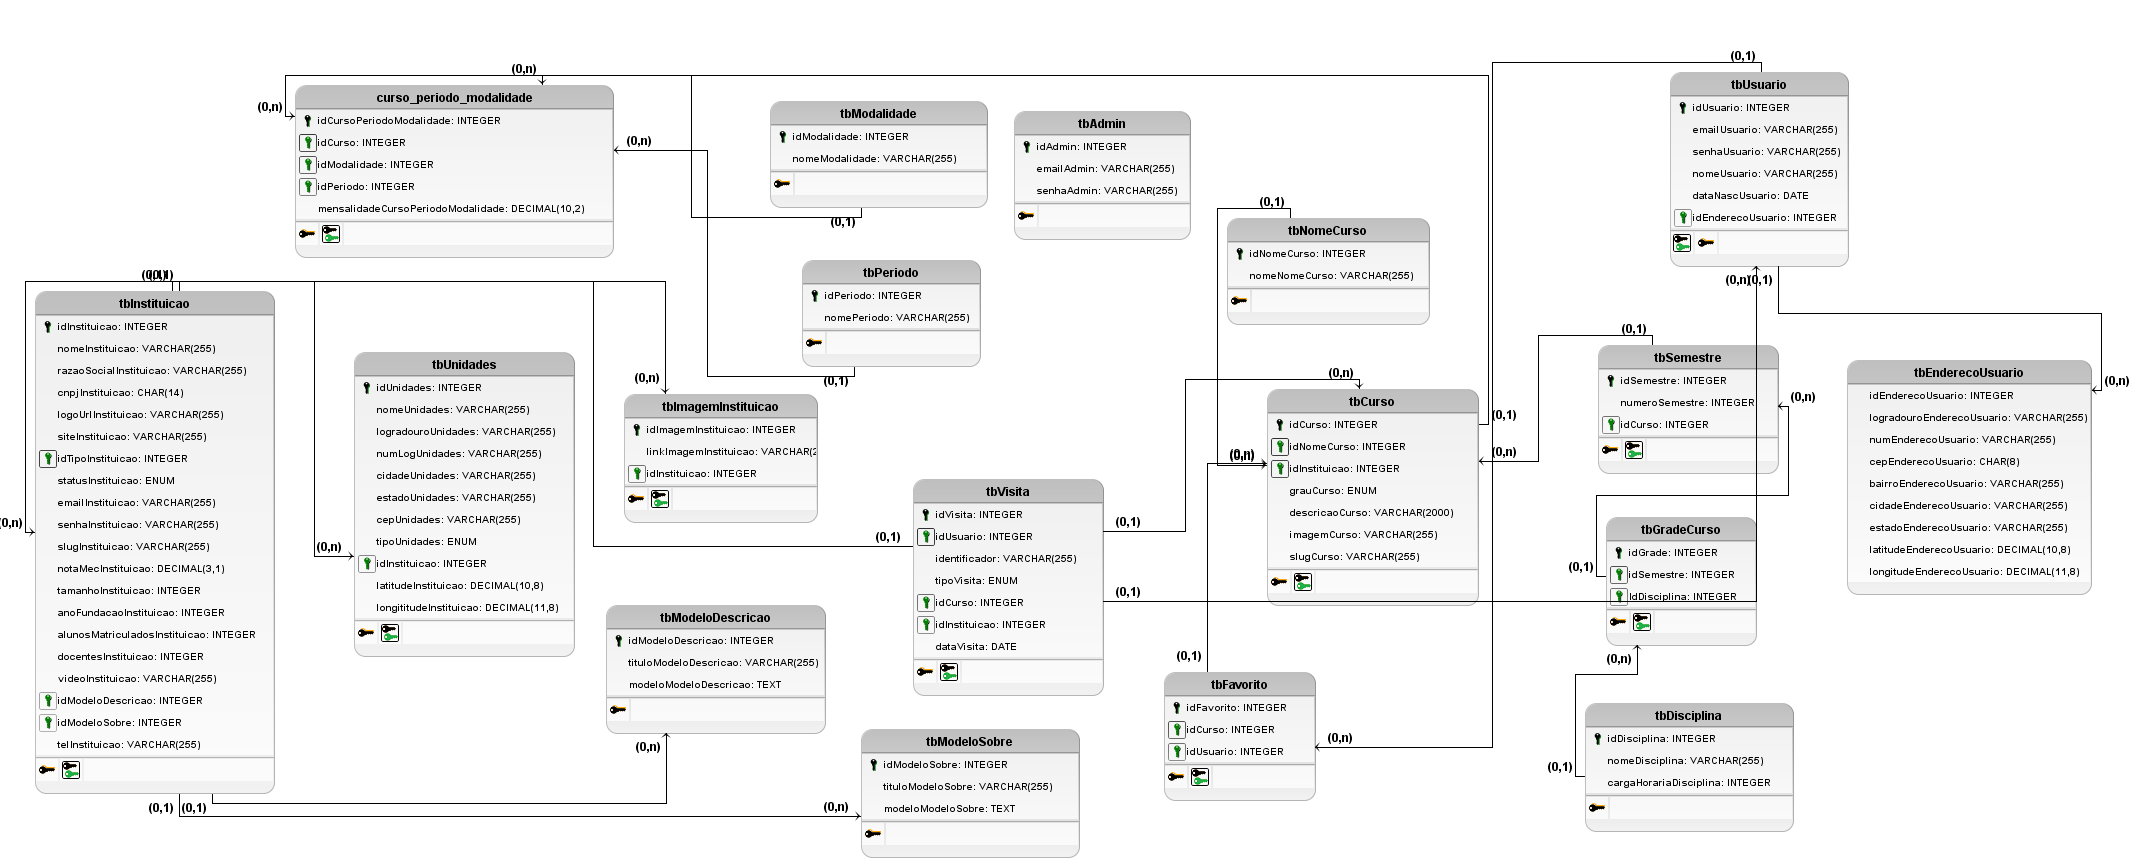 (0,n)
(0,n)
curso_periodo_modalidade
idCursoPeriodoModalidade: INTEGER
idCurso: INTEGER
idModalidade: INTEGER
idPeriodo: INTEGER
mensalidadeCursoPeriodoModalidade: DECIMAL(10,2)
(0,n)
tbModalidade
idModalidade: INTEGER
nomeModalidade: VARCHAR(255)
(0,1)
tbAdmin
idAdmin: INTEGER
emailAdmin: VARCHAR(255)
senhaAdmin: VARCHAR(255)
(0,1)
tbUsuario
idUsuario: INTEGER
emailUsuario: VARCHAR(255)
senhaUsuario: VARCHAR(255)
nomeUsuario: VARCHAR(255)
dataNascUsuario: DATE
idEnderecoUsuario: INTEGER
(0,n)
(0,1)
(0,1)
tbNomeCurso
idNomeCurso: INTEGER
nomeNomeCurso: VARCHAR(255)
tbPeriodo
idPeriodo: INTEGER
nomePeriodo: VARCHAR(255)
(0,1)
tbInstituicao
idInstituicao: INTEGER
nomeInstituicao: VARCHAR(255)
razaoSocialInstituicao: VARCHAR(255)
cnpjInstituicao: CHAR(14)
logoUrlInstituicao: VARCHAR(255)
siteInstituicao: VARCHAR(255)
idTipoInstituicao: INTEGER
statusInstituicao: ENUM
emailInstituicao: VARCHAR(255)
senhaInstituicao: VARCHAR(255)
slugInstituicao: VARCHAR(255)
notaMecInstituicao: DECIMAL(3,1)
tamanhoInstituicao: INTEGER
anoFundacaoInstituicao: INTEGER
alunosMatriculadosInstituicao: INTEGER
docentesInstituicao: INTEGER
videoInstituicao: VARCHAR(255)
idModeloDescricao: INTEGER
idModeloSobre: INTEGER
telInstituicao: VARCHAR(255)
(0,n)
(0,1)
(0,1)
tbUnidades
idUnidades: INTEGER
nomeUnidades: VARCHAR(255)
logradouroUnidades: VARCHAR(255)
numLogUnidades: VARCHAR(255)
cidadeUnidades: VARCHAR(255)
estadoUnidades: VARCHAR(255)
cepUnidades: VARCHAR(255)
tipoUnidades: ENUM
idInstituicao: INTEGER
latitudeInstituicao: DECIMAL(10,8)
longititudeInstituicao: DECIMAL(11,8)
(0,n)
(0,n)
tbImagemInstituicao
idImagemInstituicao: INTEGER
linkImagemInstituicao: VARCHAR(2
idInstituicao: INTEGER
tbModeloDescricao
idModeloDescricao: INTEGER
tituloModeloDescricao: VARCHAR(255)
modeloModeloDescricao: TEXT
(0,n)
tbModeloSobre
idModeloSobre: INTEGER
tituloModeloSobre: VARCHAR(255)
modeloModeloSobre: TEXT
(0,n)
tbVisita
idVisita: INTEGER
idUsuario: INTEGER
identificador: VARCHAR(255)
tipoVisita: ENUM
idCurso: INTEGER
idInstituicao: INTEGER
dataVisita: DATE
(0,1)
(0,1)
(0,1)
(0,n)
tbCurso
idCurso: INTEGER
idNomeCurso: INTEGER
idInstituicao: INTEGER
grauCurso: ENUM
descricaoCurso: VARCHAR(2000)
imagemCurso: VARCHAR(255)
slugCurso: VARCHAR(255)
(0,n)
(0,1)
(0,n)
(0,1)
tbFavorito
idFavorito: INTEGER
idCurso: INTEGER
idUsuario: INTEGER
(0,n)
(0,1)
tbSemestre
idSemestre: INTEGER
numeroSemestre: INTEGER
idCurso: INTEGER
(0,n)
tbGradeCurso
idGrade: INTEGER
idSemestre: INTEGER
IdDisciplina: INTEGER
(0,1)
(0,n)
tbDisciplina
idDisciplina: INTEGER
nomeDisciplina: VARCHAR(255)
cargaHorariaDisciplina: INTEGER
(0,1)
tbEnderecoUsuario
idEnderecoUsuario: INTEGER
logradouroEnderecoUsuario: VARCHAR(255)
numEnderecoUsuario: VARCHAR(255)
cepEnderecoUsuario: CHAR(8)
bairroEnderecoUsuario: VARCHAR(255)
cidadeEnderecoUsuario: VARCHAR(255)
estadoEnderecoUsuario: VARCHAR(255)
latitudeEnderecoUsuario: DECIMAL(10,8)
longitudeEnderecoUsuario: DECIMAL(11,8)
(0,n)